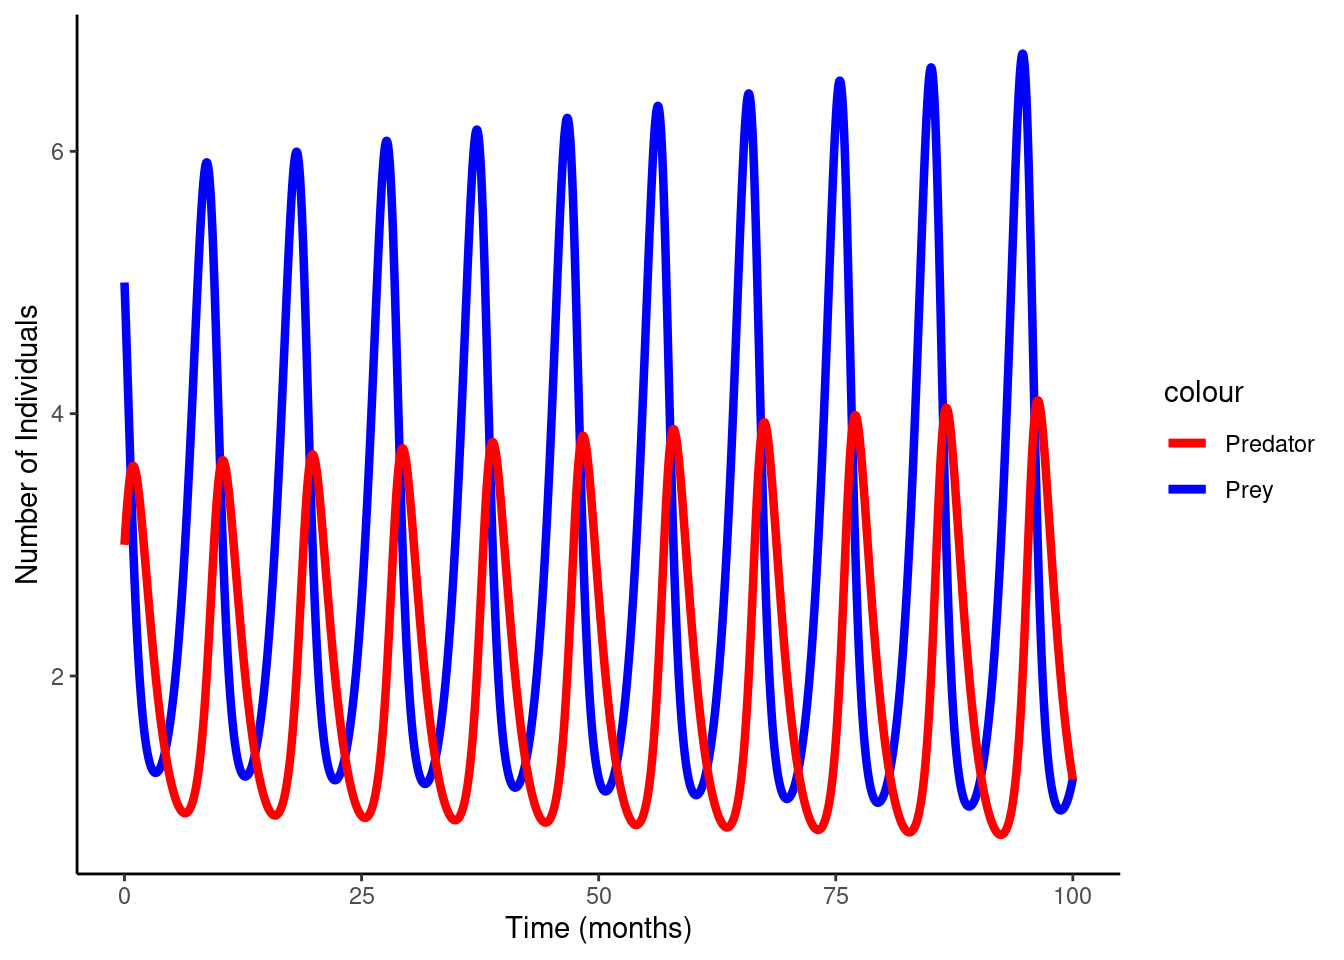 6
4
2
Number of Individuals
0 25 50 75 100
Time (months)
colour
Predator
Prey